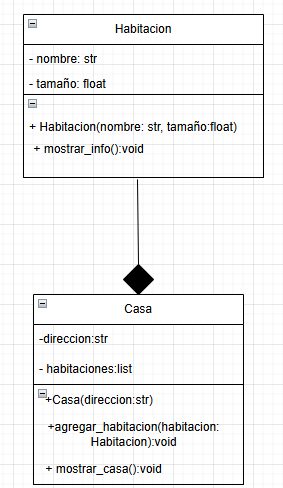 Habitacion
- nombre: str
- tamaño: float
+ Habitacion(nombre: str, tamaño:float)
+ mostrar_info():void
Casa
-direccion:str
- habitaciones:list
+Casa(direccion:str)
+agregar_habitacion(habitacion:
Habitacion):void
+ mostrar_casa():void